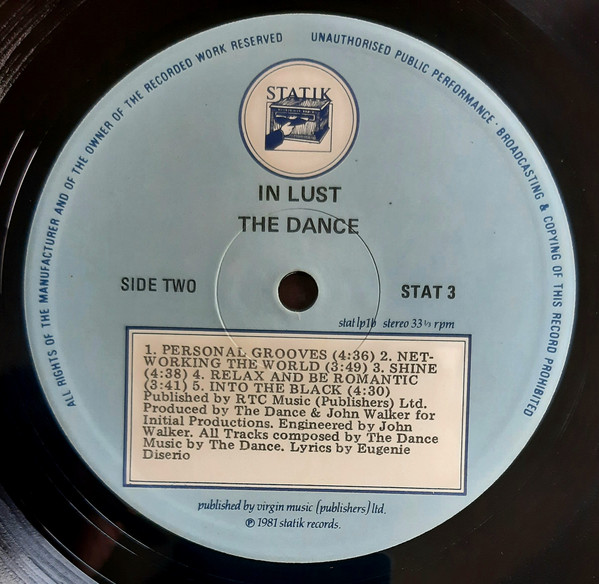 ALL RIGHTS OF THE MANUFACTURER AND OF THE OWNER OF THE RECORDED WORK RESERVED
UNAUTHORISED PUBLIC PERFORMANCE · BROADCASTING & COPYING OF THIS RECORD PROHIBITED
STATIK
IN LUST
THE DANCE
SIDE TWO
STAT 3
stat lp1b stereo 33⅓ rpm
1. PERSONAL GROOVES (4:36) 2. NET-
WORKING THE WORLD (3:49) 3. SHINE
(4:38) 4. RELAX AND BE ROMANTIC
(3:41) 5. INTO THE BLACK (4:30)
Published by RTC Music (Publishers) Ltd.
Produced by The Dance & John Walker for
Initial Productions. Engineered by John
Walker. All Tracks composed by The Dance
Music by The Dance. Lyrics by Eugenie
Diserio
published by virgin music (publishers) ltd.
℗ 1981 statik records.